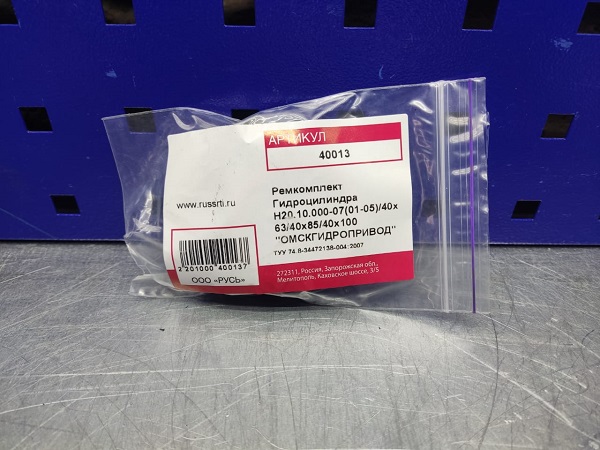 АРТИКУЛ
40013
www.russrti.ru
Ремкомплект
Гидроцилиндра
Н20.10.000-07(01-05)/40х
63/40х85/40х100
"ОМСКГИДРОПРИВОД"
ТУУ 74.8-34472138-004:2007
2 201000 400137
ООО «РУСЬ»
272311, Россия, Запорожская обл.,
Мелитополь, Каховское шоссе, 3/5